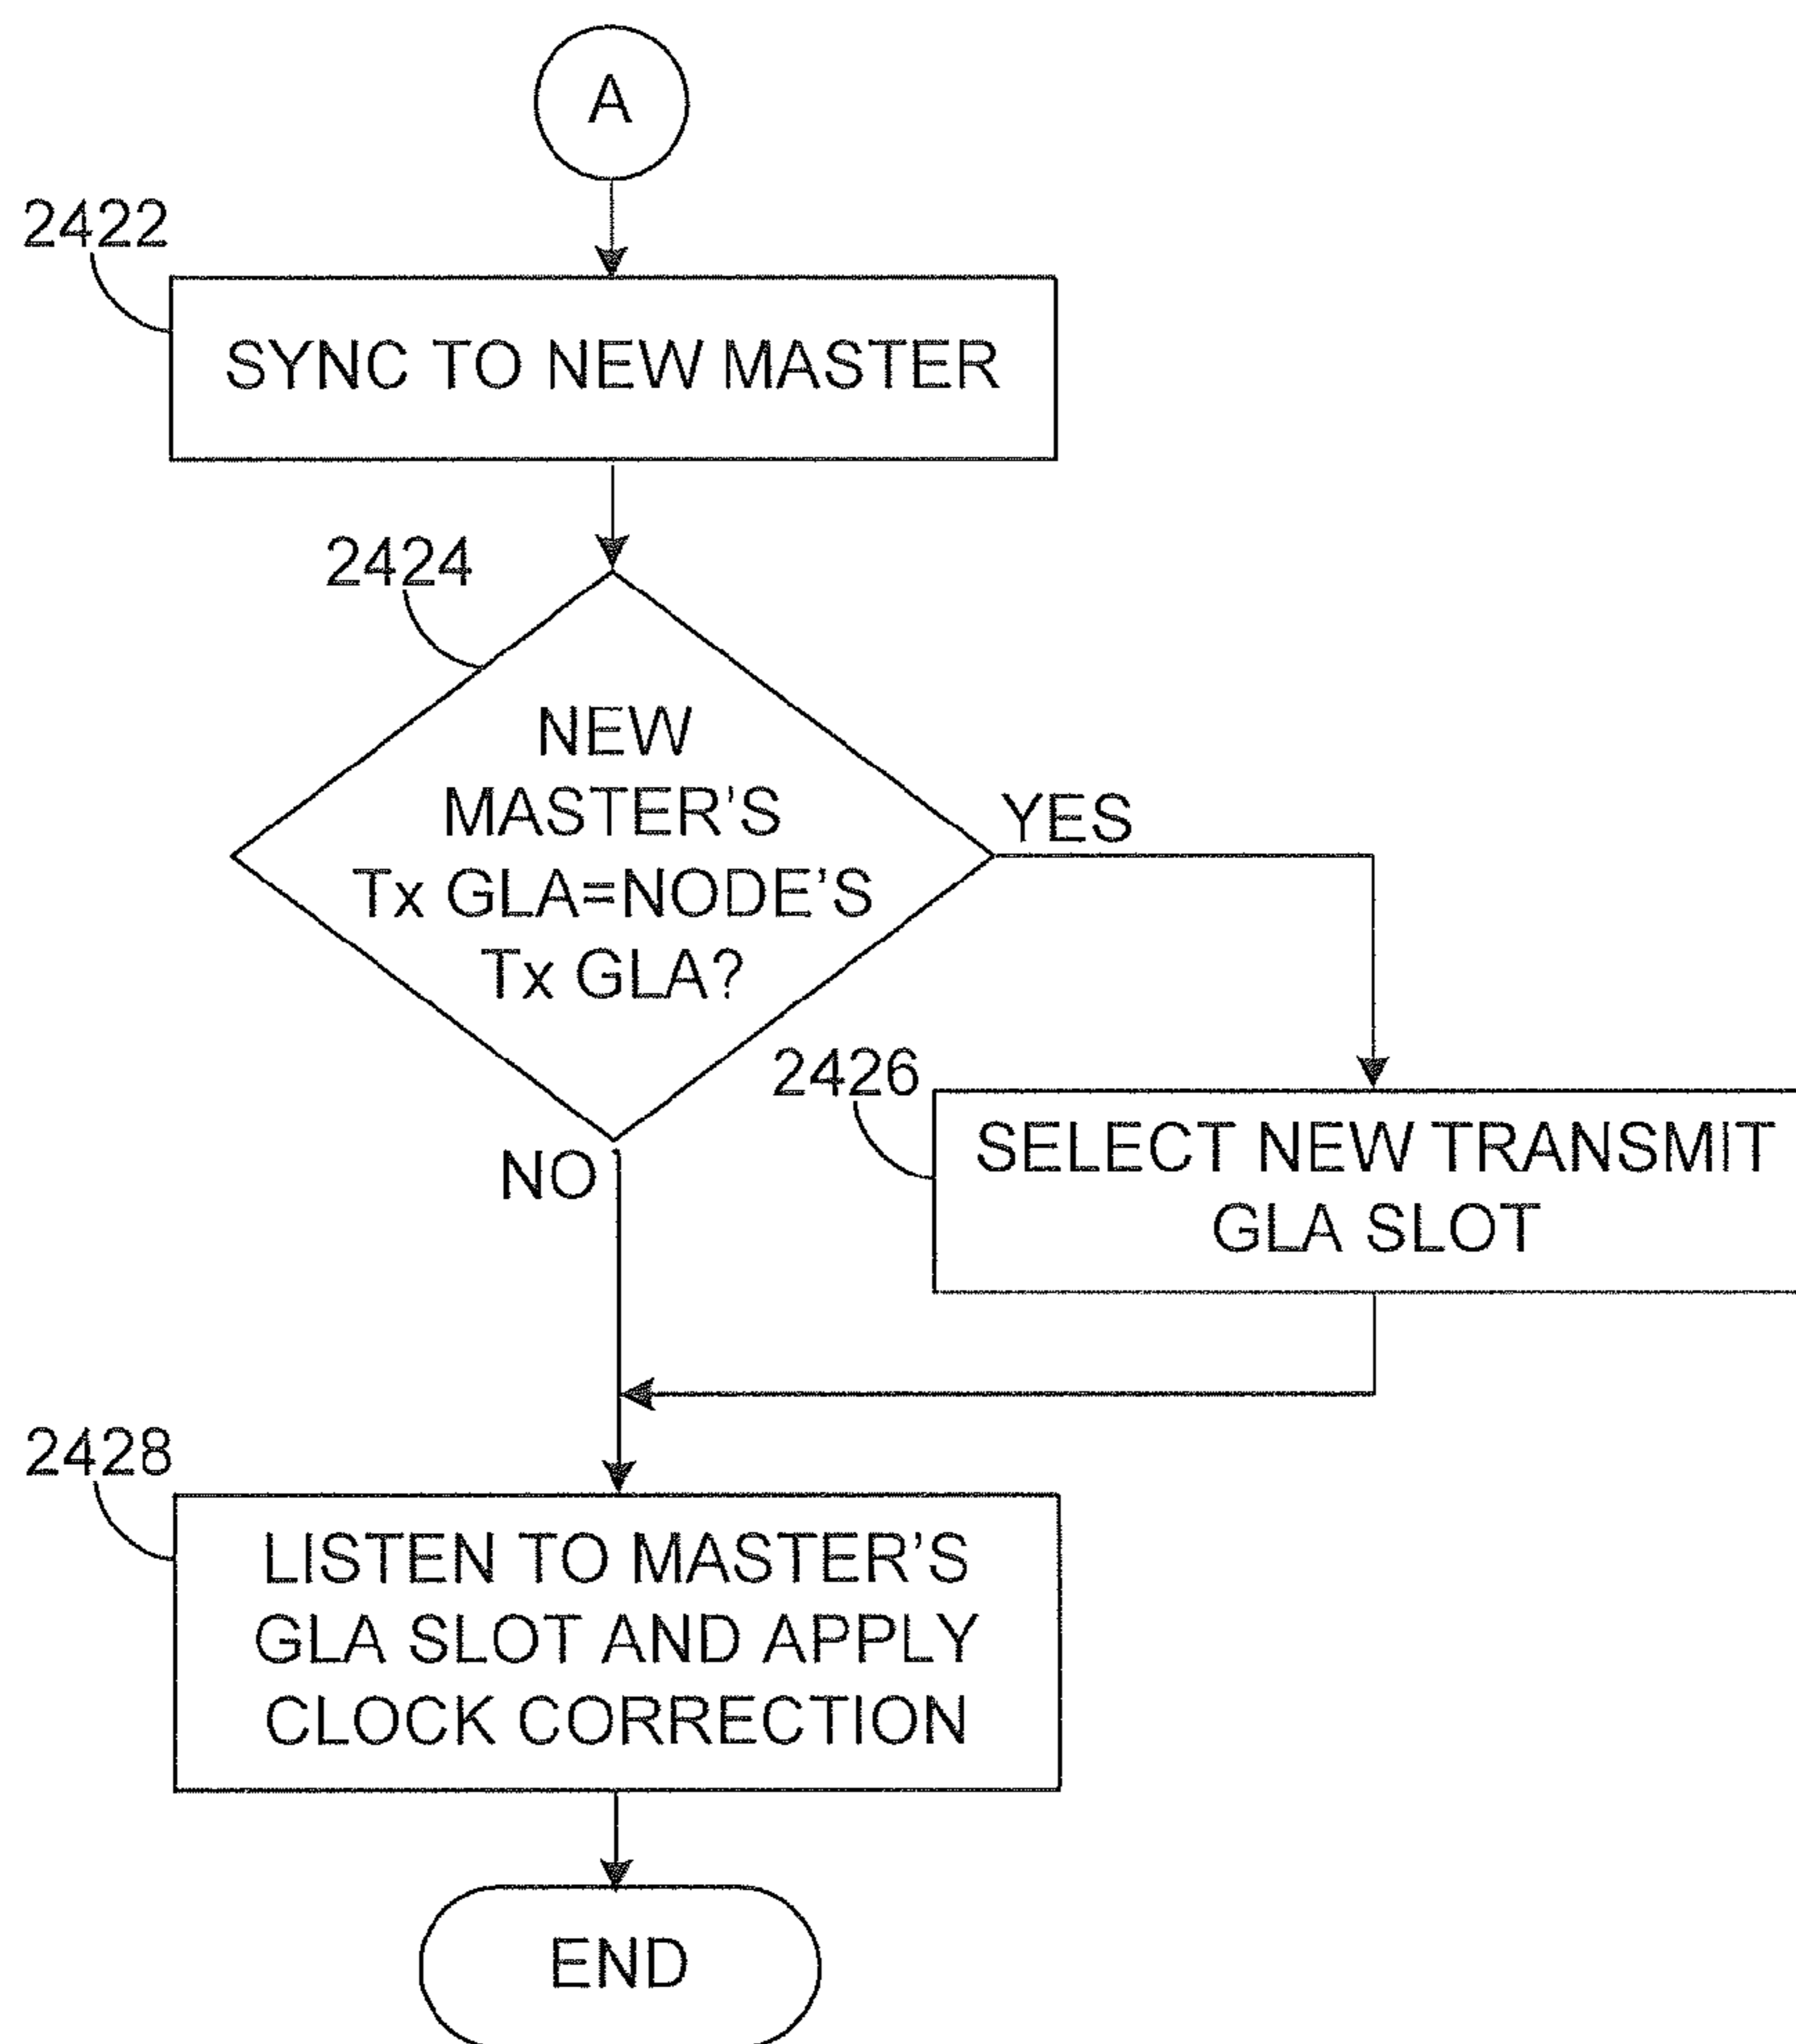 A
2422
SYNC TO NEW MASTER
2424
NEW
MASTER'S
Tx GLA=NODE'S
Tx GLA?
YES
2426
SELECT NEW TRANSMIT
GLA SLOT
NO
2428
LISTEN TO MASTER'S
GLA SLOT AND APPLY
CLOCK CORRECTION
END